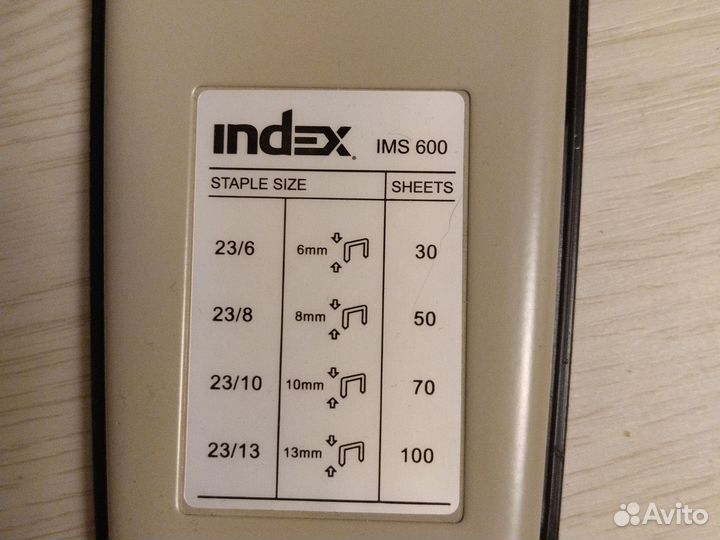 index. IMS 600
STAPLE SIZE SHEETS
23/6 6mm 30
23/8 8mm 50
23/10 10mm 70
23/13 13mm 100
Avito